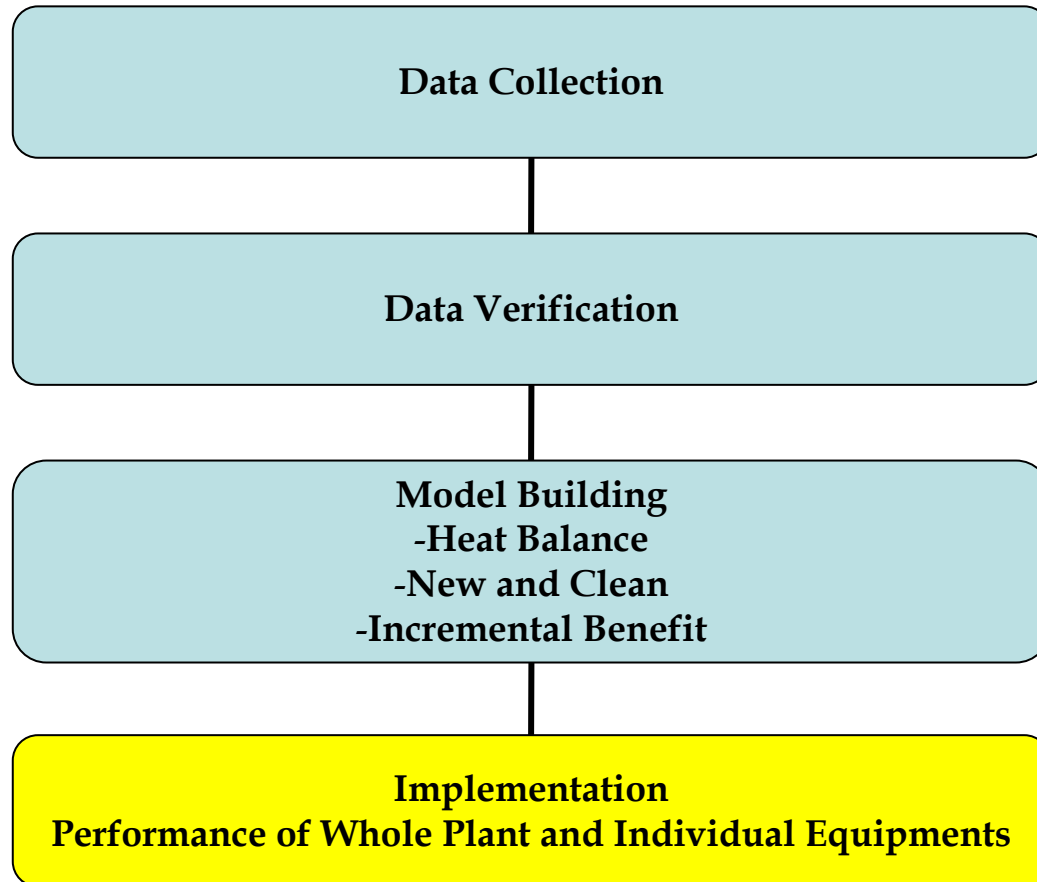 Data Collection
Data Verification
Model Building
-Heat Balance
-New and Clean
-Incremental Benefit
Implementation
Performance of Whole Plant and Individual Equipments